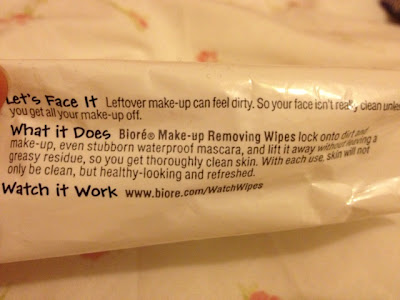 Let's Face It Leftover make-up can feel dirty. So your face isn't really clean unless
you get all your make-up off.
What it Does Bioré® Make-up Removing Wipes lock onto dirt and
make-up, even stubborn waterproof mascara, and lift it away without leaving a
greasy residue, so you get thoroughly clean skin. With each use, skin will not
only be clean, but healthy-looking and refreshed.
Watch it Work www.biore.com/WatchWipes